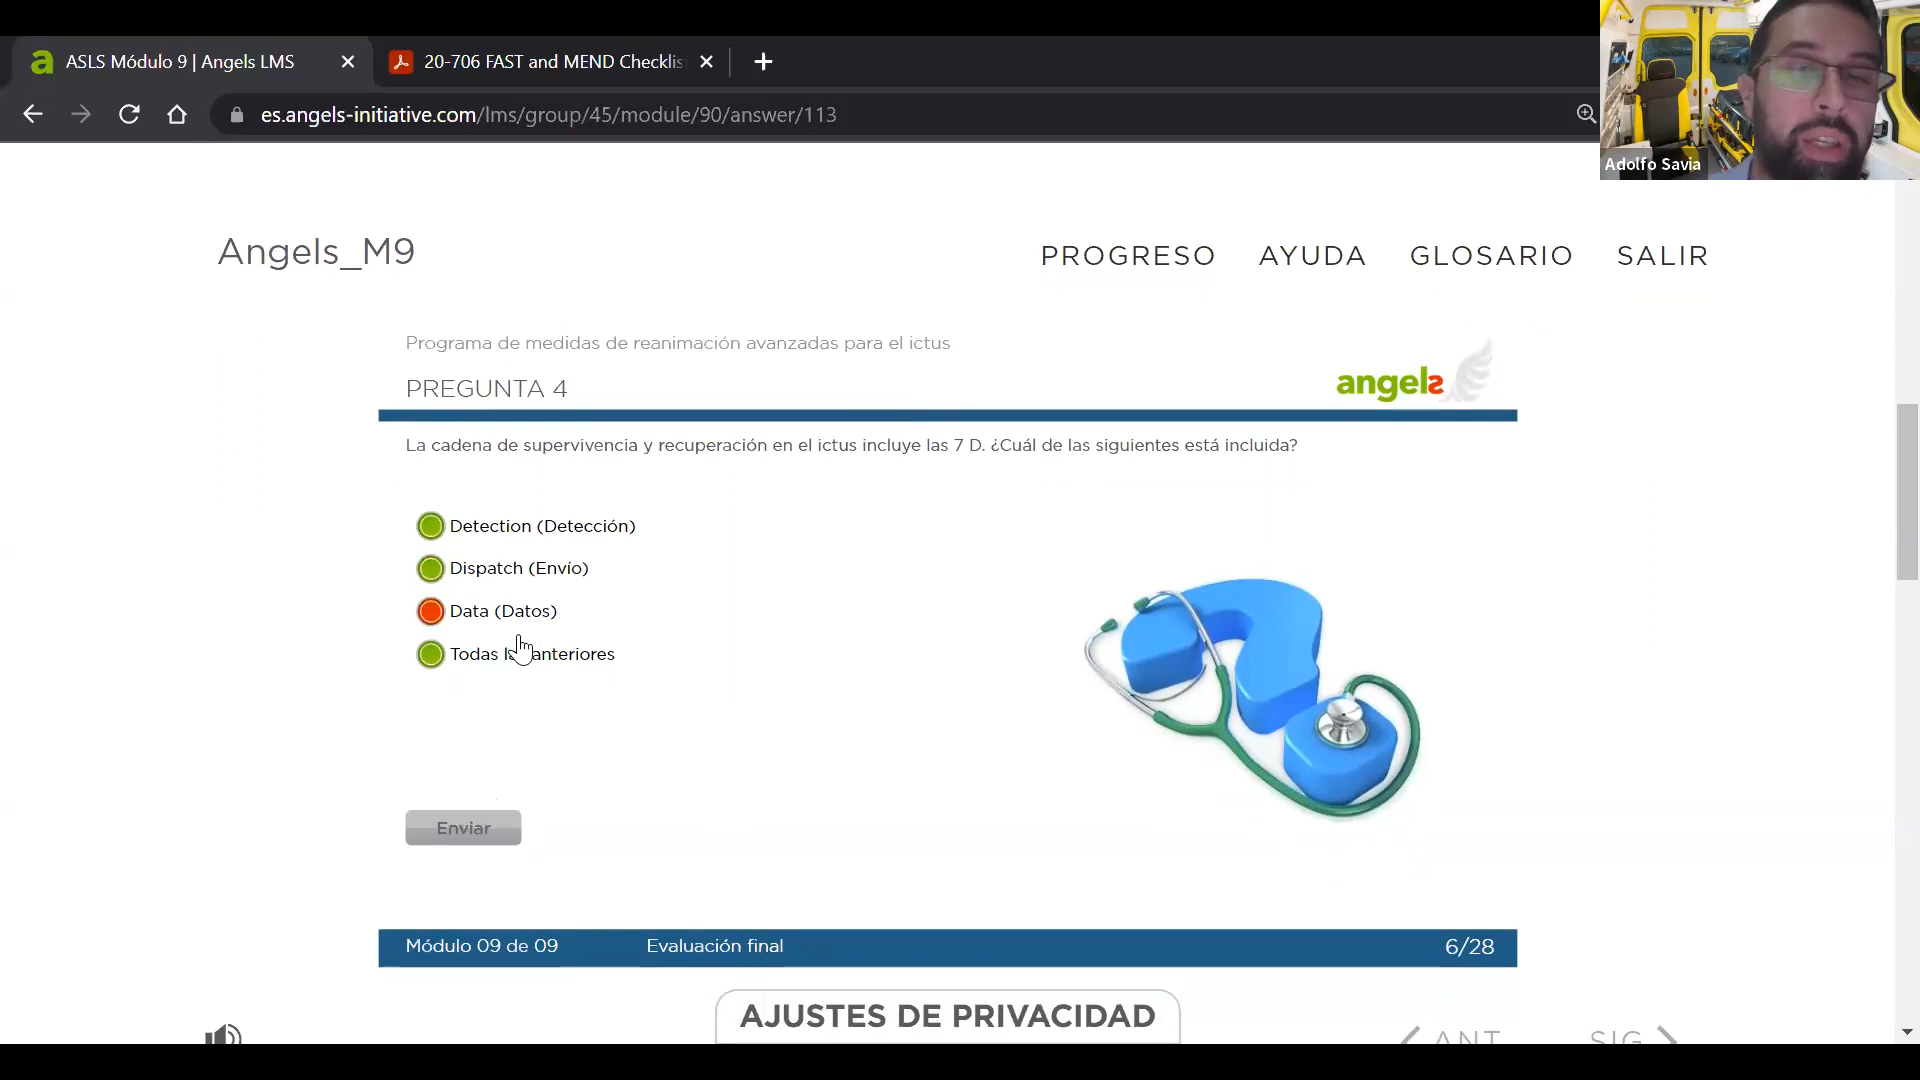 ASLS Módulo 9 | Angels LMS
20-706 FAST and MEND Checklis
es.angels-initiative.com/lms/group/45/module/90/answer/113
Adolfo Savia
Angels_M9
PROGRESO AYUDA GLOSARIO SALIR
Programa de medidas de reanimación avanzadas para el ictus
PREGUNTA 4
angels
La cadena de supervivencia y recuperación en el ictus incluye las 7 D. ¿Cuál de las siguientes está incluida?
Detection (Detección)
Dispatch (Envío)
Data (Datos)
Todas las anteriores
Enviar
Módulo 09 de 09 Evaluación final 6/28
AJUSTES DE PRIVACIDAD
ANT SIG